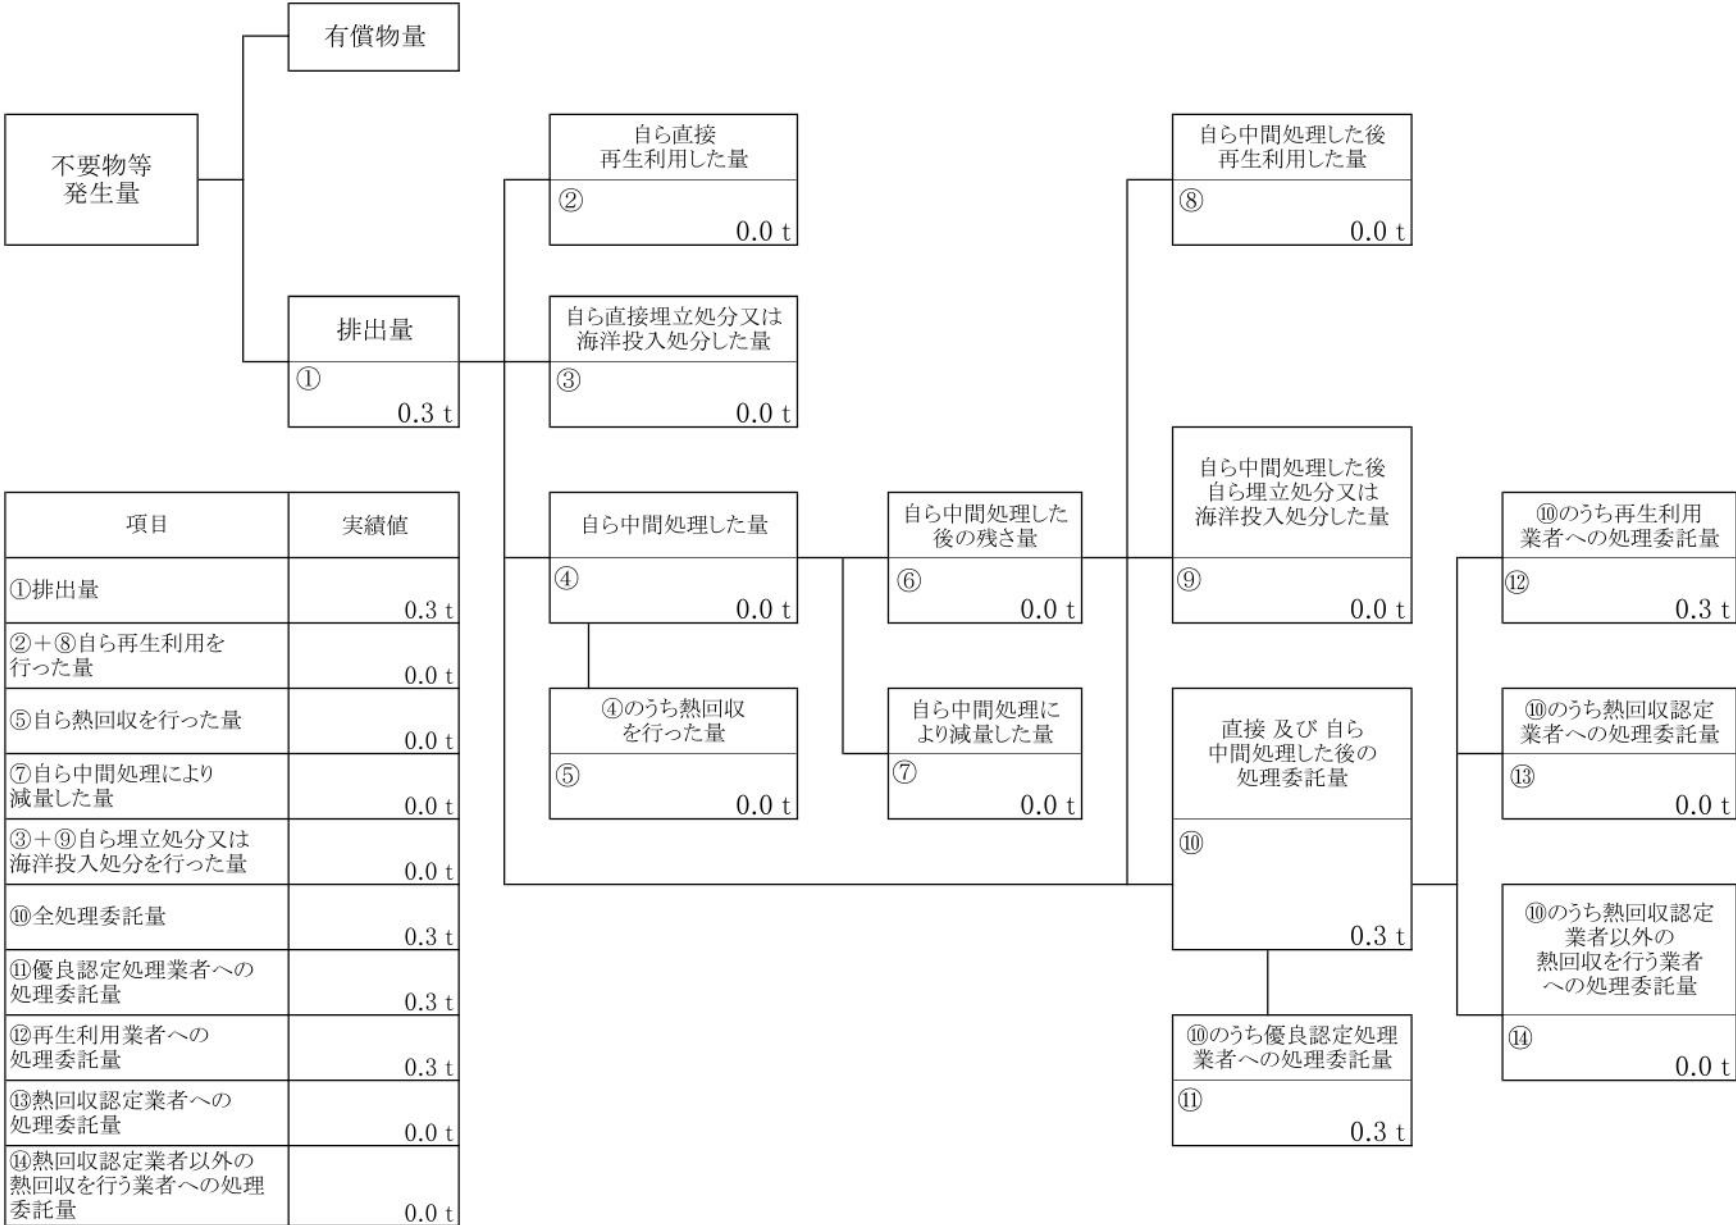 有償物量
不要物等
発生量
自ら直接
再生利用した量
②
0.0 t
自ら中間処理した後
再生利用した量
⑧
0.0 t
排出量
①
0.3 t
自ら直接埋立処分又は
海洋投入処分した量
③
0.0 t
自ら中間処理した量
④
0.0 t
自ら中間処理した
後の残さ量
⑥
0.0 t
自ら中間処理した後
自ら埋立処分又は
海洋投入処分した量
⑨
0.0 t
⑩のうち再生利用
業者への処理委託量
⑫
0.3 t
④のうち熱回収
を行った量
⑤
0.0 t
自ら中間処理に
より減量した量
⑦
0.0 t
直接 及び 自ら
中間処理した後の
処理委託量
⑩
0.3 t
⑩のうち熱回収認定
業者への処理委託量
⑬
0.0 t
⑩のうち熱回収認定
業者以外の
熱回収を行う業者
への処理委託量
⑭
0.0 t
⑩のうち優良認定処理
業者への処理委託量
⑪
0.3 t
項目 実績値
①排出量
0.3 t
②＋⑧自ら再生利用を
行った量
0.0 t
⑤自ら熱回収を行った量
0.0 t
⑦自ら中間処理により
減量した量
0.0 t
③＋⑨自ら埋立処分又は
海洋投入処分を行った量
0.0 t
⑩全処理委託量
0.3 t
⑪優良認定処理業者への
処理委託量
0.3 t
⑫再生利用業者への
処理委託量
0.3 t
⑬熱回収認定業者への
処理委託量
0.0 t
⑭熱回収認定業者以外の
熱回収を行う業者への処理
委託量
0.0 t